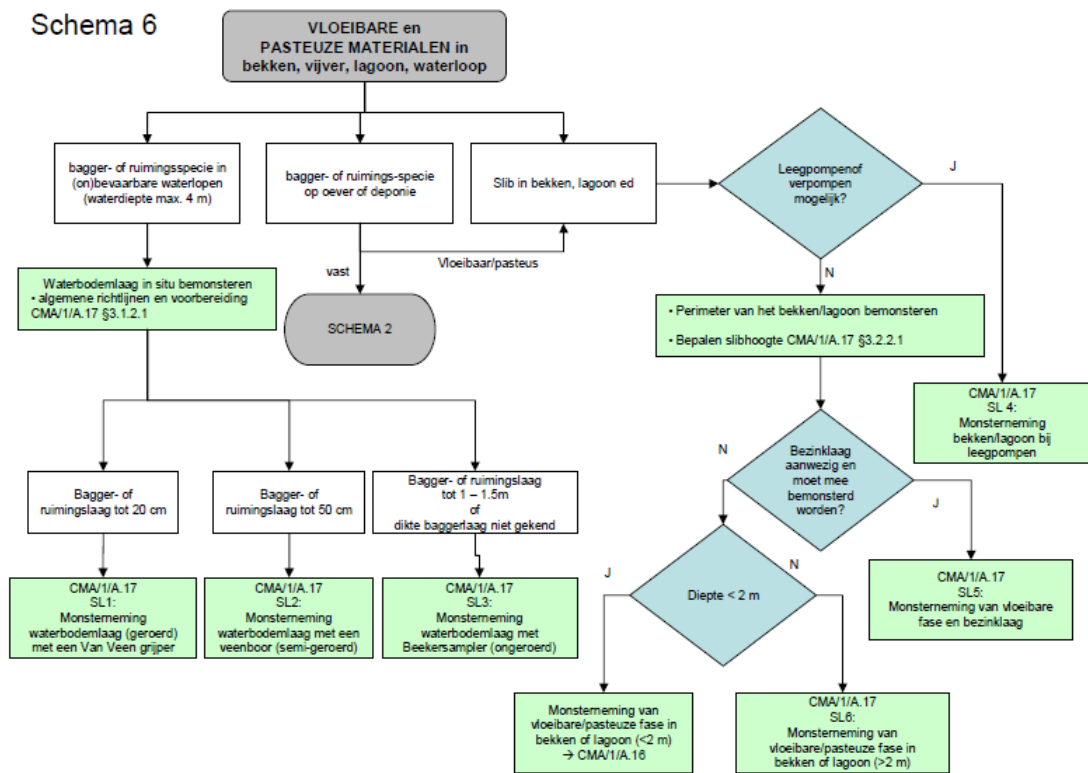 Schema 6
VLOEIBARE en
PASTEUZE MATERIALEN in
bekken, vijver, lagoon, waterloop
bagger- of ruimingsspecie in
(on)bevaarbare waterlopen
(waterdiepte max. 4 m)
bagger- of ruimings-specie
op oever of deponie
Slib in bekken, lagoon ed
Leegpompenof
verpompen
mogelijk?
J
N
vast
Vloeibaar/pasteus
SCHEMA 2
Waterbodemlaag in situ bemonsteren
• algemene richtlijnen en voorbereiding
CMA/1/A.17 §3.1.2.1
• Perimeter van het bekken/lagoon bemonsteren
• Bepalen slibhoogte CMA/1/A.17 §3.2.2.1
CMA/1/A.17
SL 4:
Monsterneming
bekken/lagoon bij
leegpompen
Bezinklaag
aanwezig en
moet mee
bemonsterd
worden?
N
J
Bagger- of
ruimingslaag tot 20 cm
Bagger- of
ruimingslaag tot 50 cm
Bagger- of ruimingslaag
tot 1 – 1.5m
of
dikte baggerlaag niet gekend
CMA/1/A.17
SL1:
Monsterneming
waterbodemlaag (geroerd)
met een Van Veen grijper
CMA/1/A.17
SL2:
Monsterneming
waterbodemlaag met een
veenboor (semi-geroerd)
CMA/1/A.17
SL3:
Monsterneming
waterbodemlaag met
Beekersampler (ongeroerd)
CMA/1/A.17
SL5:
Monsterneming van vloeibare
fase en bezinklaag
Diepte < 2 m
J
N
Monsterneming van
vloeibare/pasteuze fase in
bekken of lagoon (<2 m)
→ CMA/1/A.16
CMA/1/A.17
SL6:
Monsterneming van
vloeibare/pasteuze fase in
bekken of lagoon (>2 m)